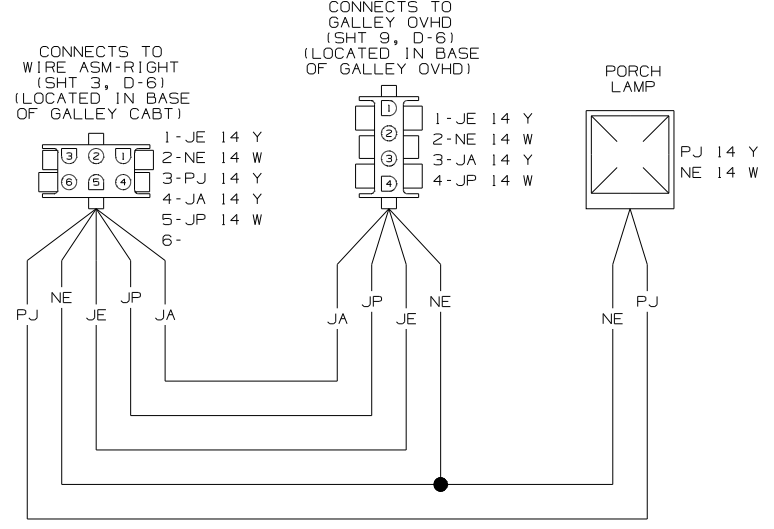 CONNECTS TO
WIRE ASM-RIGHT
(SHT 3, D-6)
(LOCATED IN BASE
OF GALLEY CABT)
CONNECTS TO
GALLEY OVHD
(SHT 9, D-6)
(LOCATED IN BASE
OF GALLEY OVHD)
PORCH
LAMP
3 2 1
6 5 4
1-JE 14 Y
2-NE 14 W
3-PJ 14 Y
4-JA 14 Y
5-JP 14 W
6-
1
2
3
4
1-JE 14 Y
2-NE 14 W
3-JA 14 Y
4-JP 14 W
PJ 14 Y
NE 14 W
PJ
NE
JE
JP
JA
JA
JP
JE
NE
NE
PJ